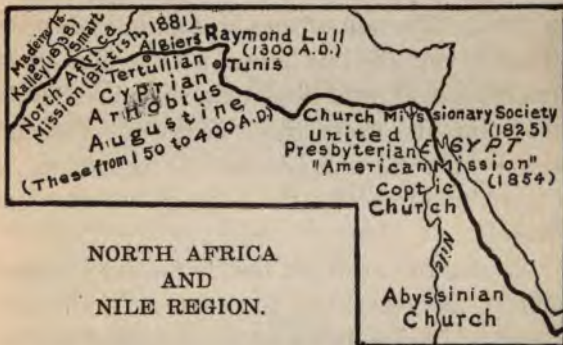 Madeira Is.
Kalley (1838)
Smart
North Africa
Mission (British, 1881)
Algiers
Raymond Lull
(1300 A.D.)
Tunis
Tertullian
Cyprian
Arnobius
Augustine
(These from 150 to 400 A.D)
Church Missionary Society
(1825)
United
Presbyterian
EGYPT
"American Mission"
(1854)
Coptic
Church
Nile
Abyssinian
Church
NORTH AFRICA
AND
NILE REGION.